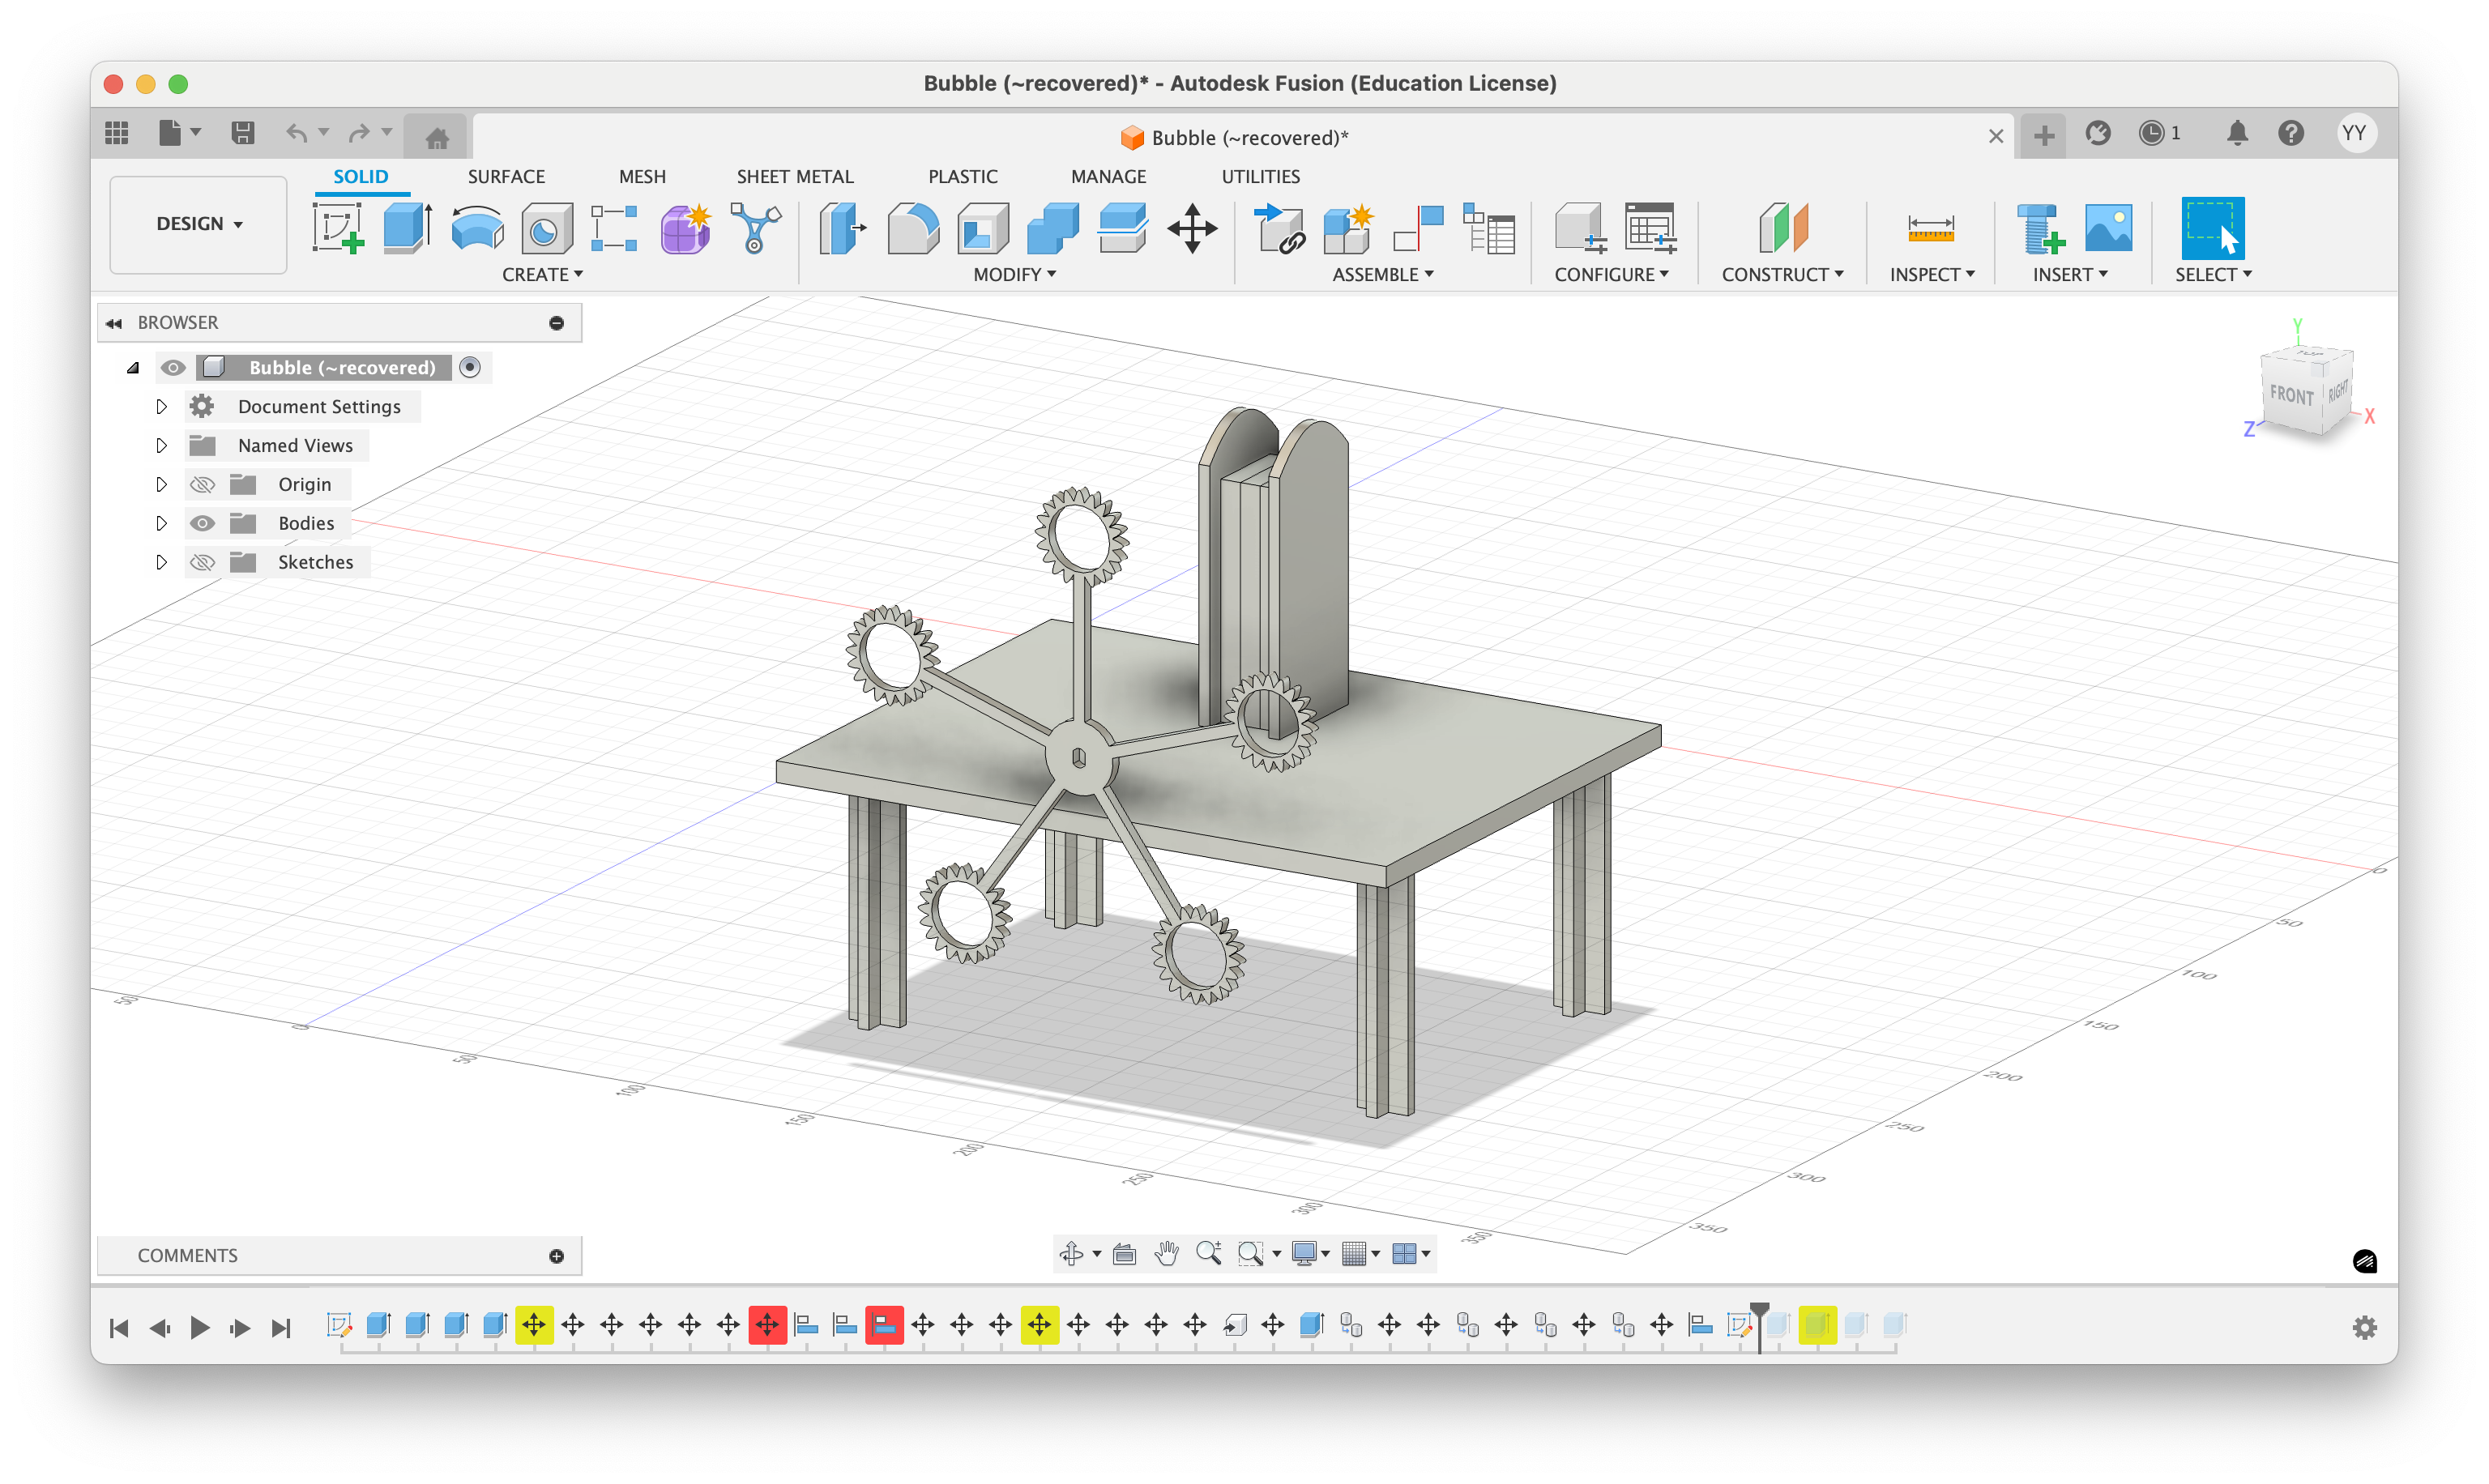 Bubble (~recovered)* - Autodesk Fusion (Education License)
Bubble (~recovered)*
1
YY
DESIGN
SOLID SURFACE MESH SHEET METAL PLASTIC MANAGE UTILITIES
CREATE MODIFY ASSEMBLE CONFIGURE CONSTRUCT INSPECT INSERT SELECT
BROWSER
Bubble (~recovered)
Document Settings
Named Views
Origin
Bodies
Sketches
Y
TOP
FRONT RIGHT
Z X
0
50
100
150
200
250
300
350
50
0
50
100
150
200
250
300
350
COMMENTS